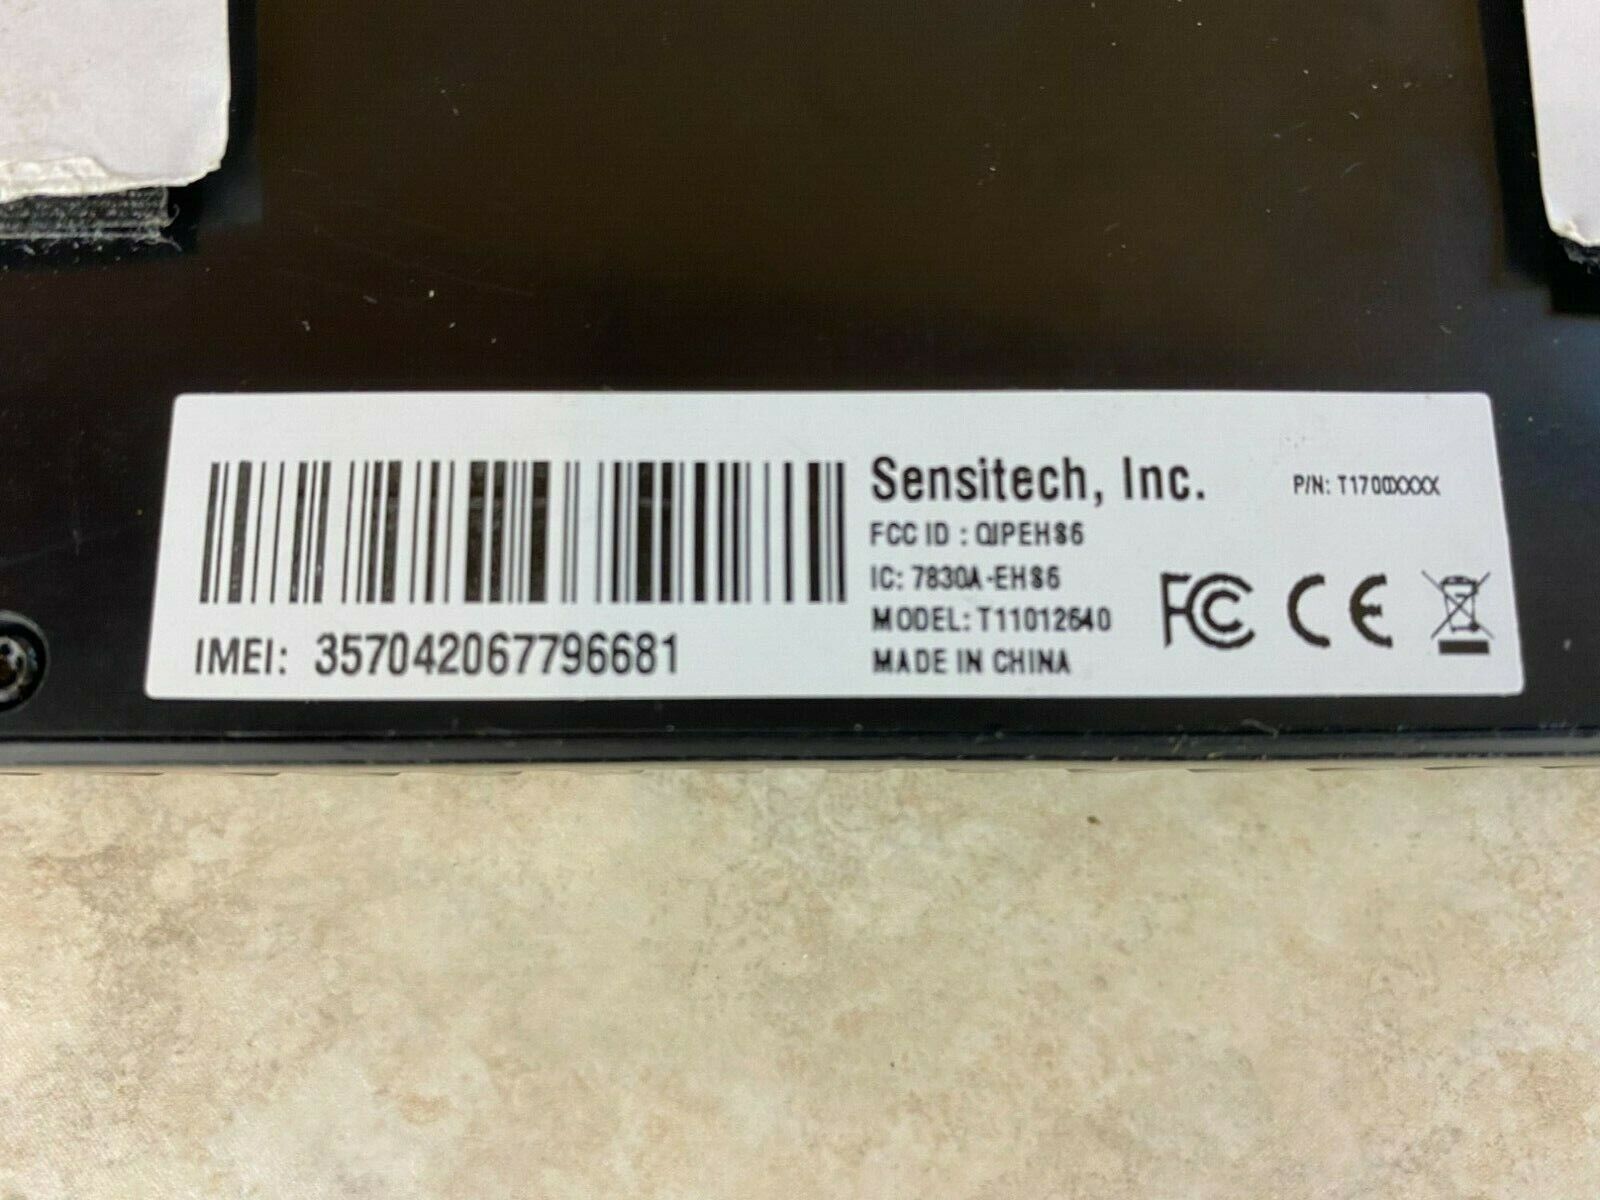 Sensitech, Inc.
P/N: T1700XXXX
FCC ID : QIPEHS6
IC: 7830A-EHS6
MODEL: T11012640
MADE IN CHINA
IMEI: 357042067796681
FC CE